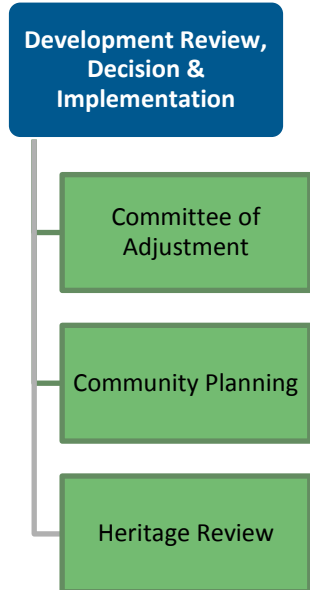 Development Review,
Decision &
Implementation
Committee of
Adjustment
Community Planning
Heritage Review